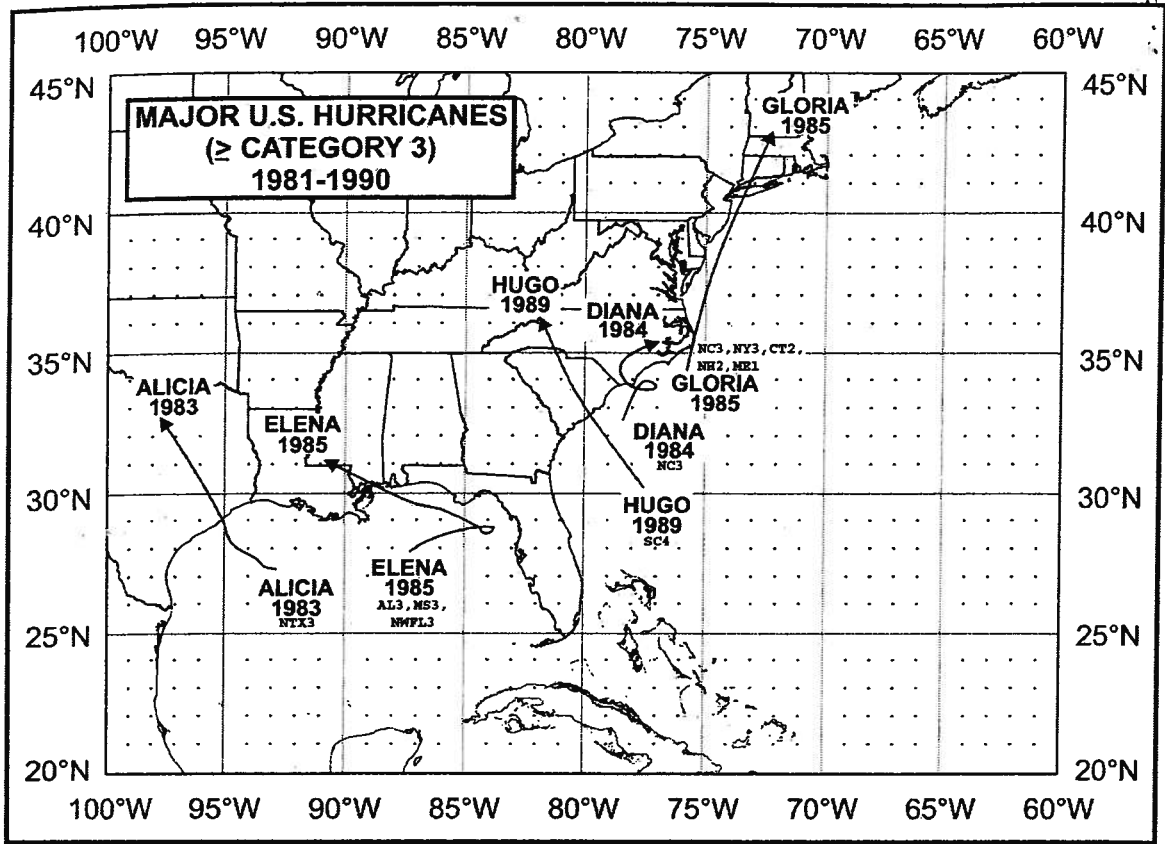 100°W 95°W 90°W 85°W 80°W 75°W 70°W 65°W 60°W
45°N 45°N
MAJOR U.S. HURRICANES
(≥ CATEGORY 3)
1981-1990
GLORIA
1985
40°N 40°N
HUGO
1989
DIANA
1984
35°N 35°N
NC3, NY3, CT2,
NH2, ME1
GLORIA
1985
ALICIA
1983
ELENA
1985
DIANA
1984
NC3
30°N 30°N
HUGO
1989
SC4
ELENA
1985
AL3, MS3,
NWFL3
ALICIA
1983
NTX3
25°N 25°N
20°N 20°N
100°W 95°W 90°W 85°W 80°W 75°W 70°W 65°W 60°W